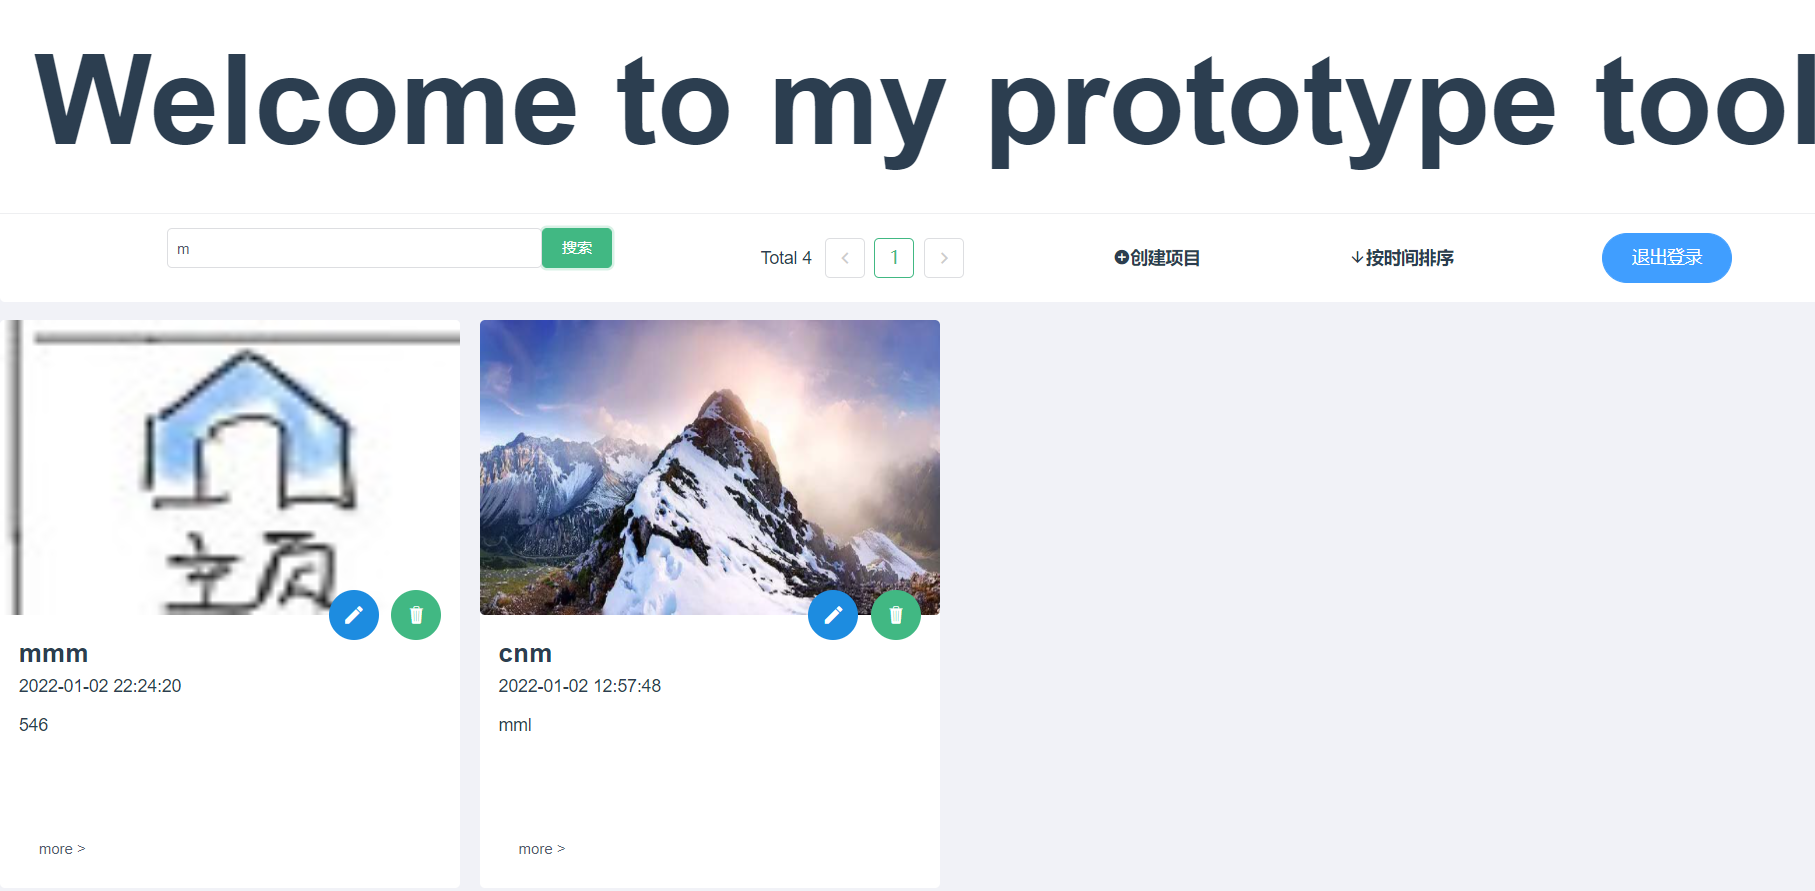 Welcome to my prototype tool
m
搜索
Total 4
1
创建项目
按时间排序
退出登录
主页
mmm
2022-01-02 22:24:20
546
more >
cnm
2022-01-02 12:57:48
mml
more >